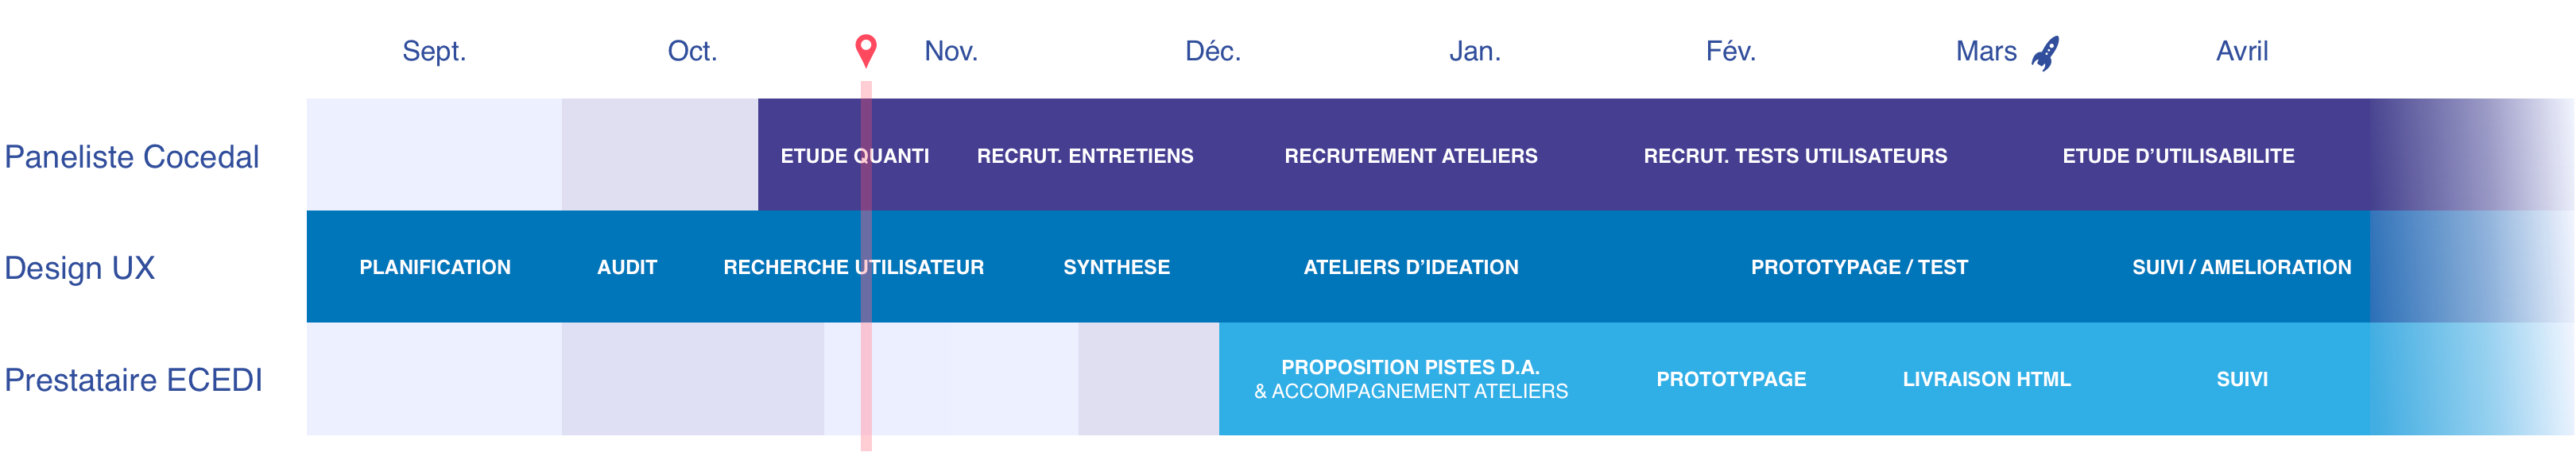 Sept. Oct. Nov. Déc. Jan. Fév. Mars Avril
Paneliste Cocedal ETUDE QUANTI RECRUT. ENTRETIENS RECRUTEMENT ATELIERS RECRUT. TESTS UTILISATEURS ETUDE D’UTILISABILITE
Design UX PLANIFICATION AUDIT RECHERCHE UTILISATEUR SYNTHESE ATELIERS D’IDEATION PROTOTYPAGE / TEST SUIVI / AMELIORATION
Prestataire ECEDI PROPOSITION PISTES D.A.
& ACCOMPAGNEMENT ATELIERS
PROTOTYPAGE LIVRAISON HTML SUIVI